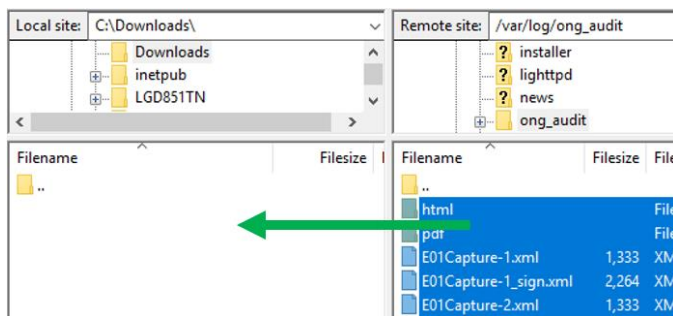 Local site: C:\Downloads\
Downloads
inetpub
LGD851TN
Filename Filesize
..
Remote site: /var/log/ong_audit
? installer
? lighttpd
? news
ong_audit
Filename Filesize File
..
html File
pdf File
E01Capture-1.xml 1,333 XM
E01Capture-1_sign.xml 2,264 XM
E01Capture-2.xml 1,333 XM